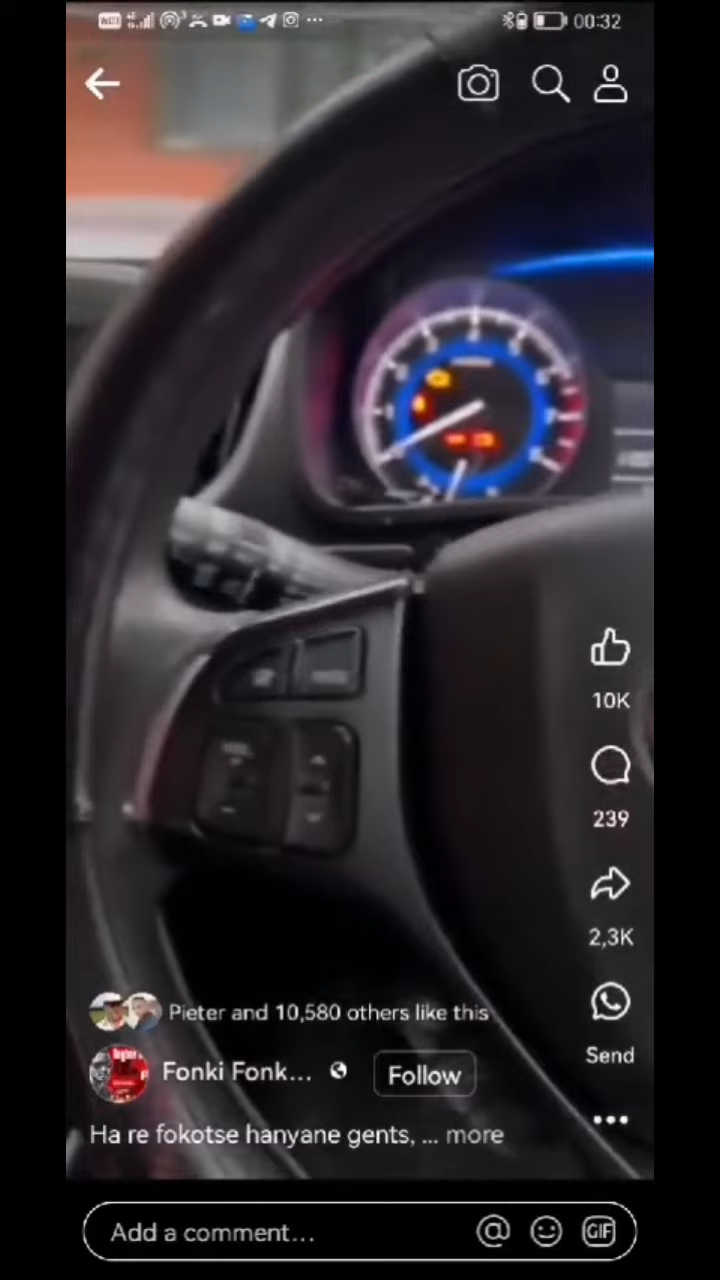 00:32
10K
239
2,3K
Send
Pieter and 10,580 others like this
Fonki Fonk...
Follow
Ha re fokotse hanyane gents, ... more
Add a comment...
GIF